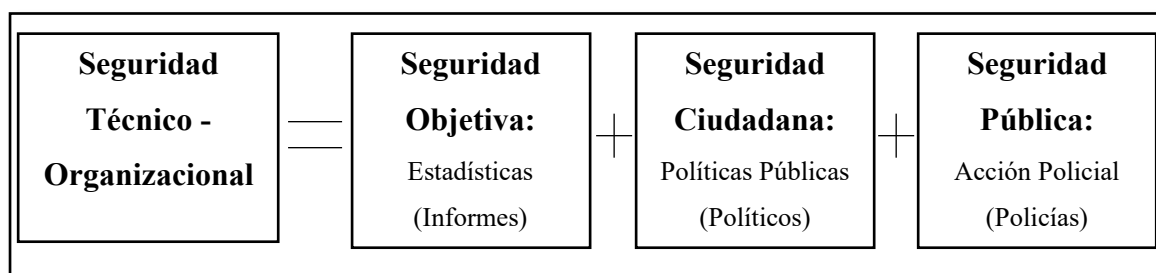 Seguridad
Técnico -
Organizacional
=
Seguridad
Objetiva:
Estadísticas
(Informes)
+
Seguridad
Ciudadana:
Políticas Públicas
(Políticos)
+
Seguridad
Pública:
Acción Policial
(Policías)